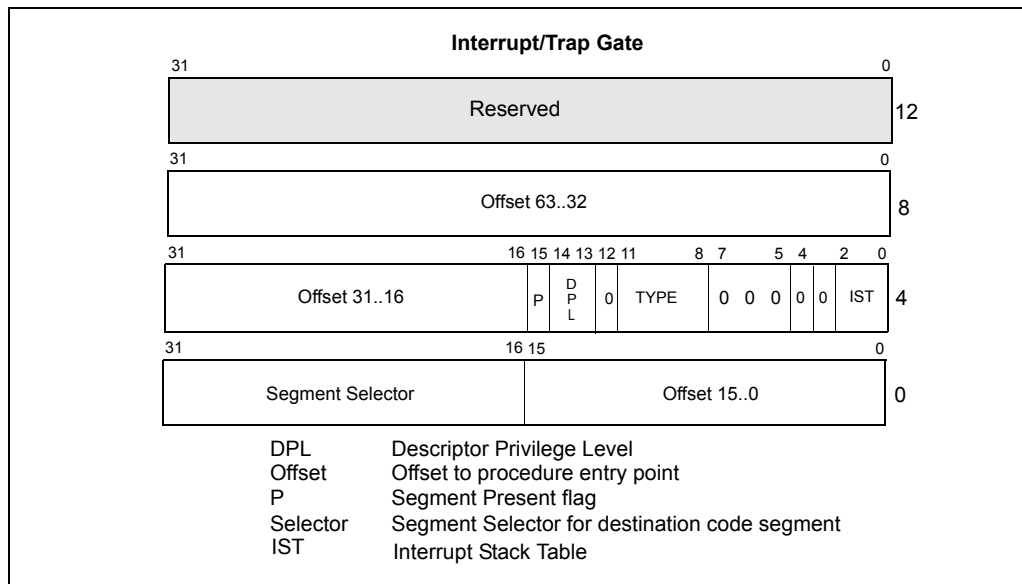 Interrupt/Trap Gate
31 0
Reserved 12
31 0
Offset 63..32 8
31 16 15 14 13 12 11 8 7 5 4 2 0
Offset 31..16 P DPL 0 TYPE 0 0 0 0 0 IST 4
31 16 15 0
Segment Selector Offset 15..0 0
DPL Descriptor Privilege Level
Offset Offset to procedure entry point
P Segment Present flag
Selector Segment Selector for destination code segment
IST Interrupt Stack Table